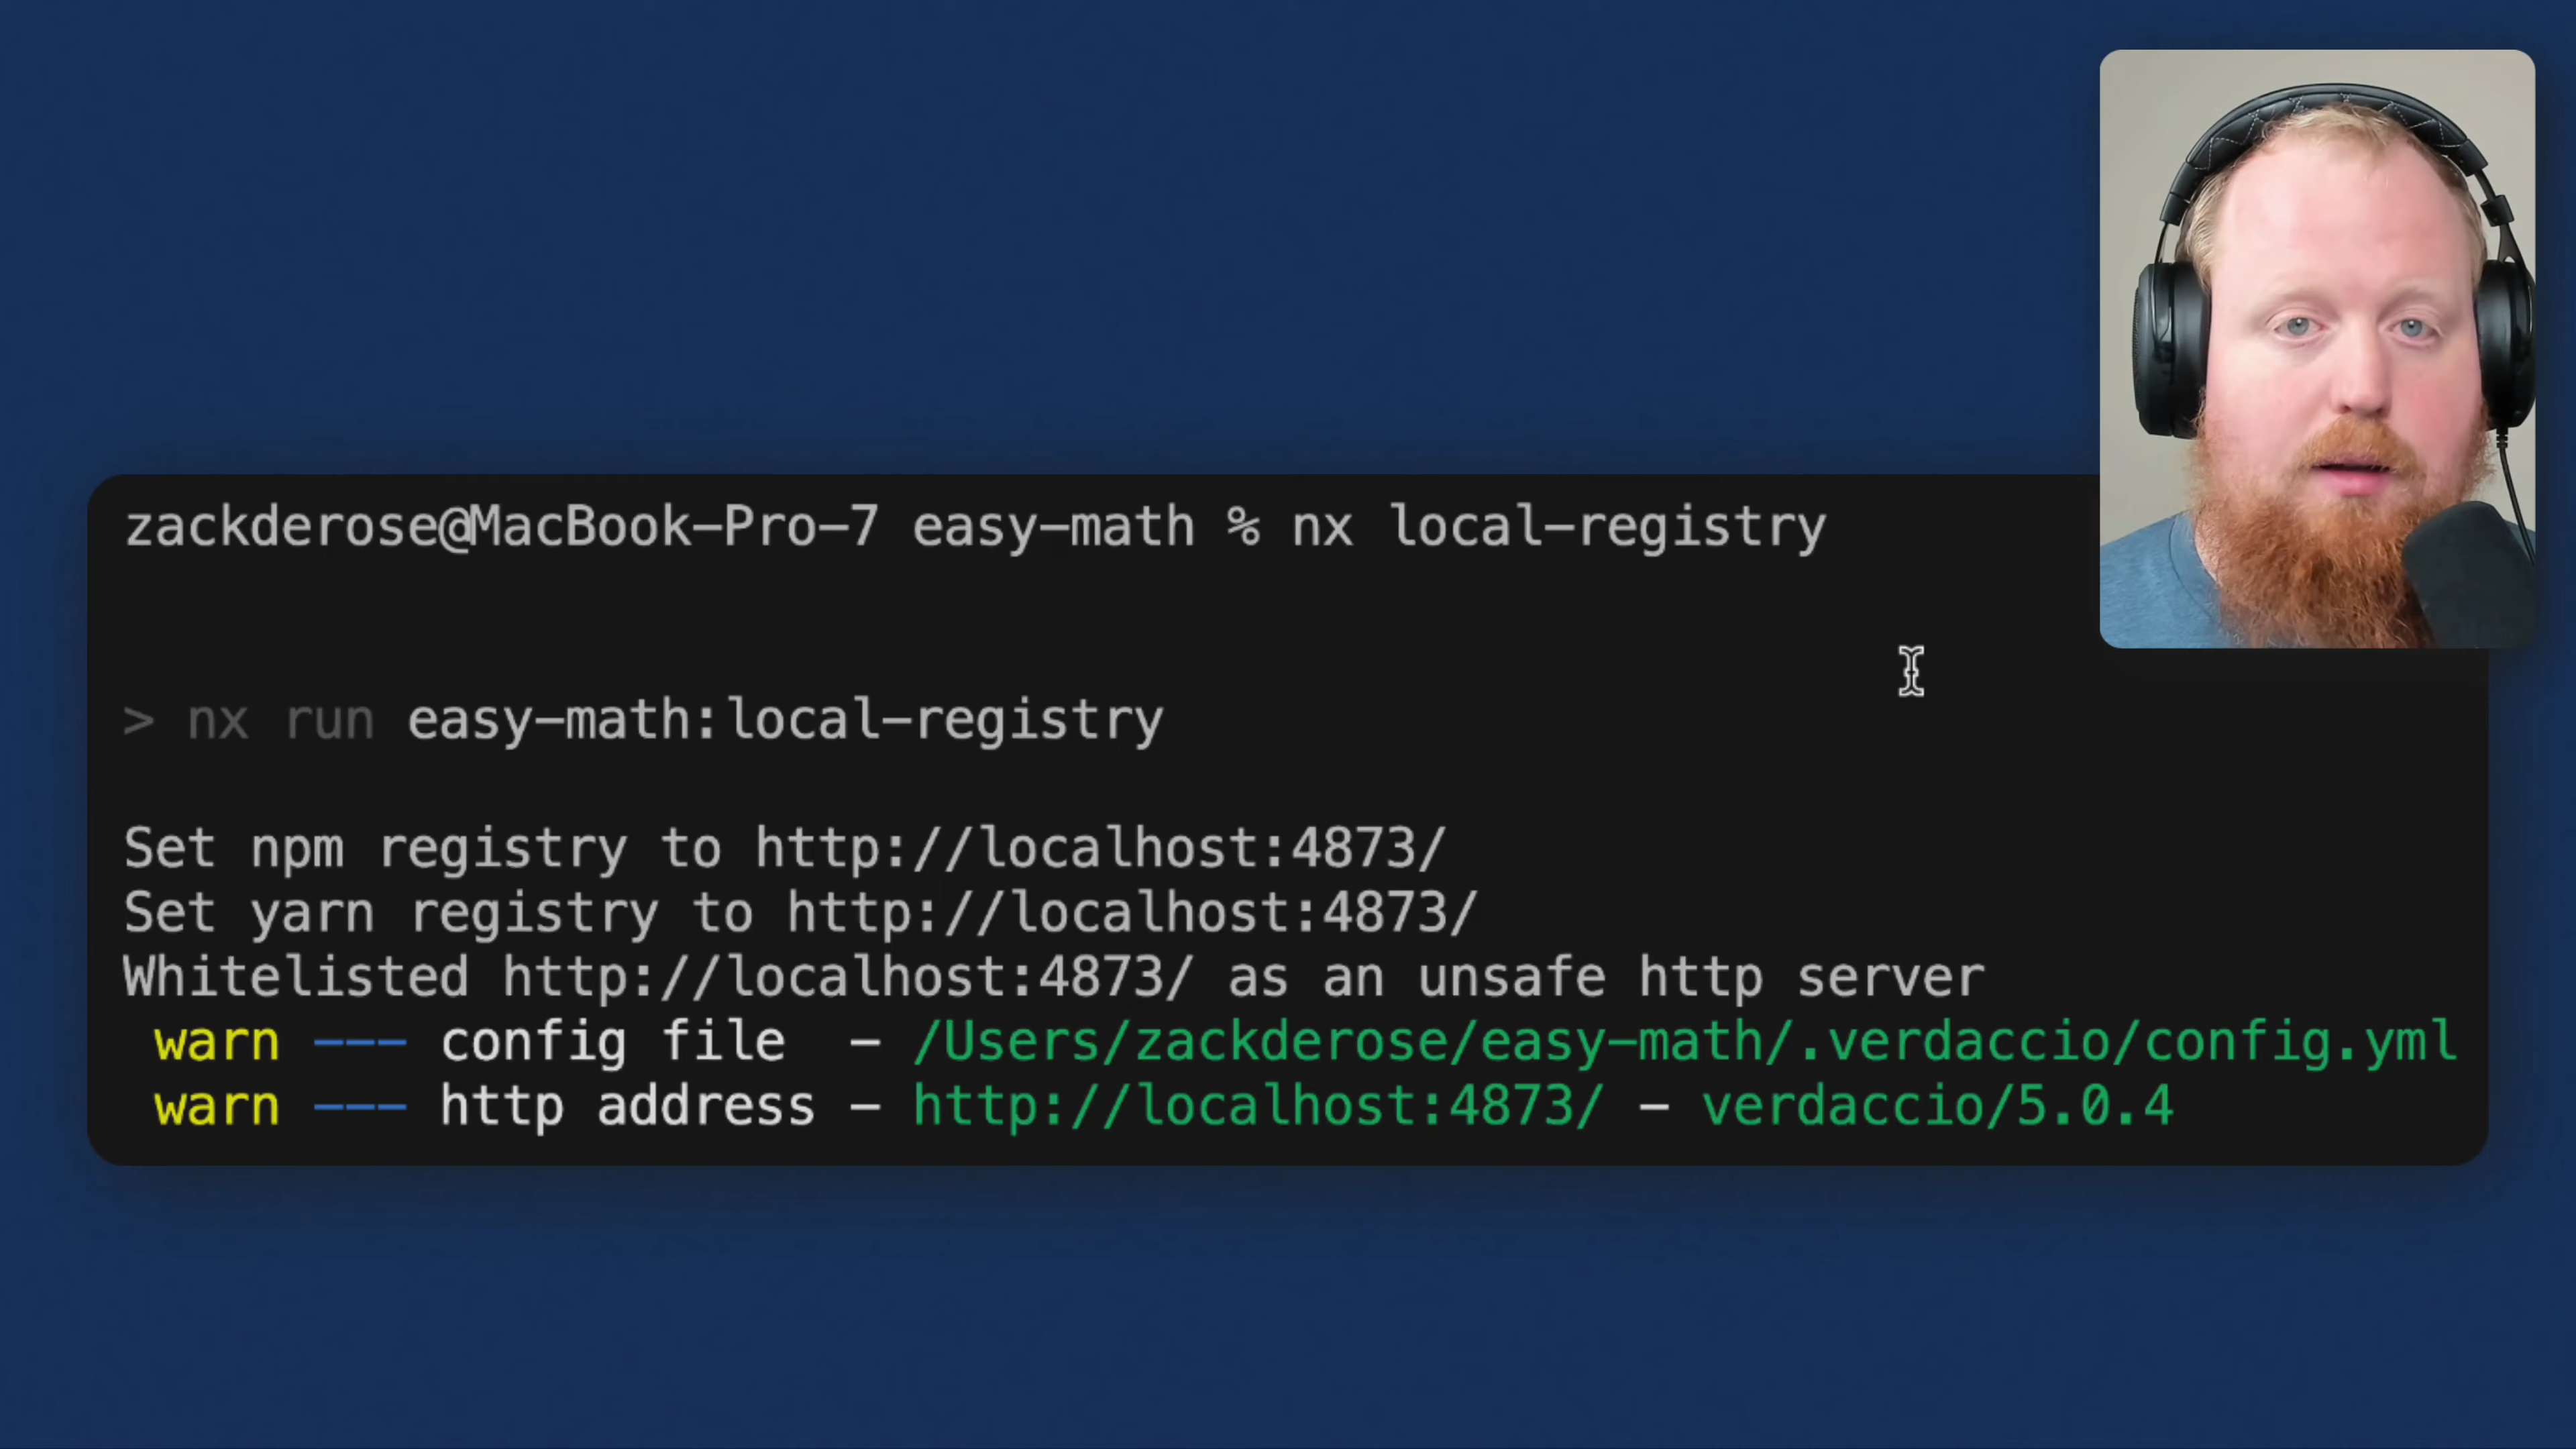 zackderose@MacBook-Pro-7 easy-math % nx local-registry
> nx run easy-math:local-registry
Set npm registry to http://localhost:4873/
Set yarn registry to http://localhost:4873/
Whitelisted http://localhost:4873/ as an unsafe http server
warn --- config file  - /Users/zackderose/easy-math/.verdaccio/config.yml
warn --- http address - http://localhost:4873/ - verdaccio/5.0.4